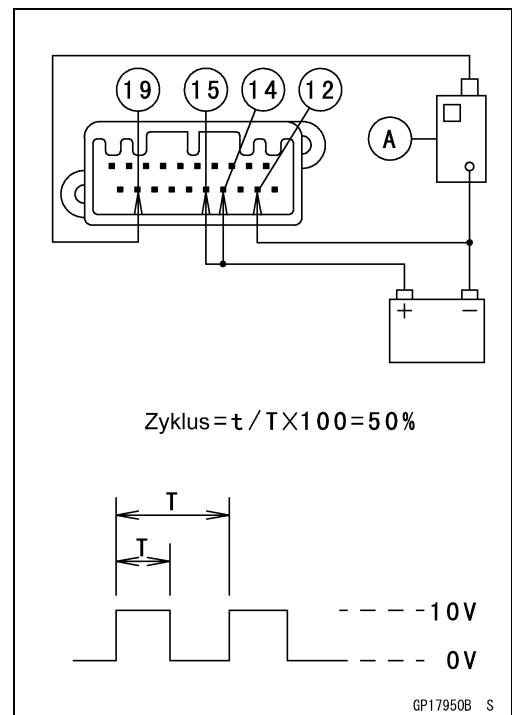 19 15 14 12
A
+ −
Zyklus=t/T×100=50%
T
T
10V
0V
GP17950B S